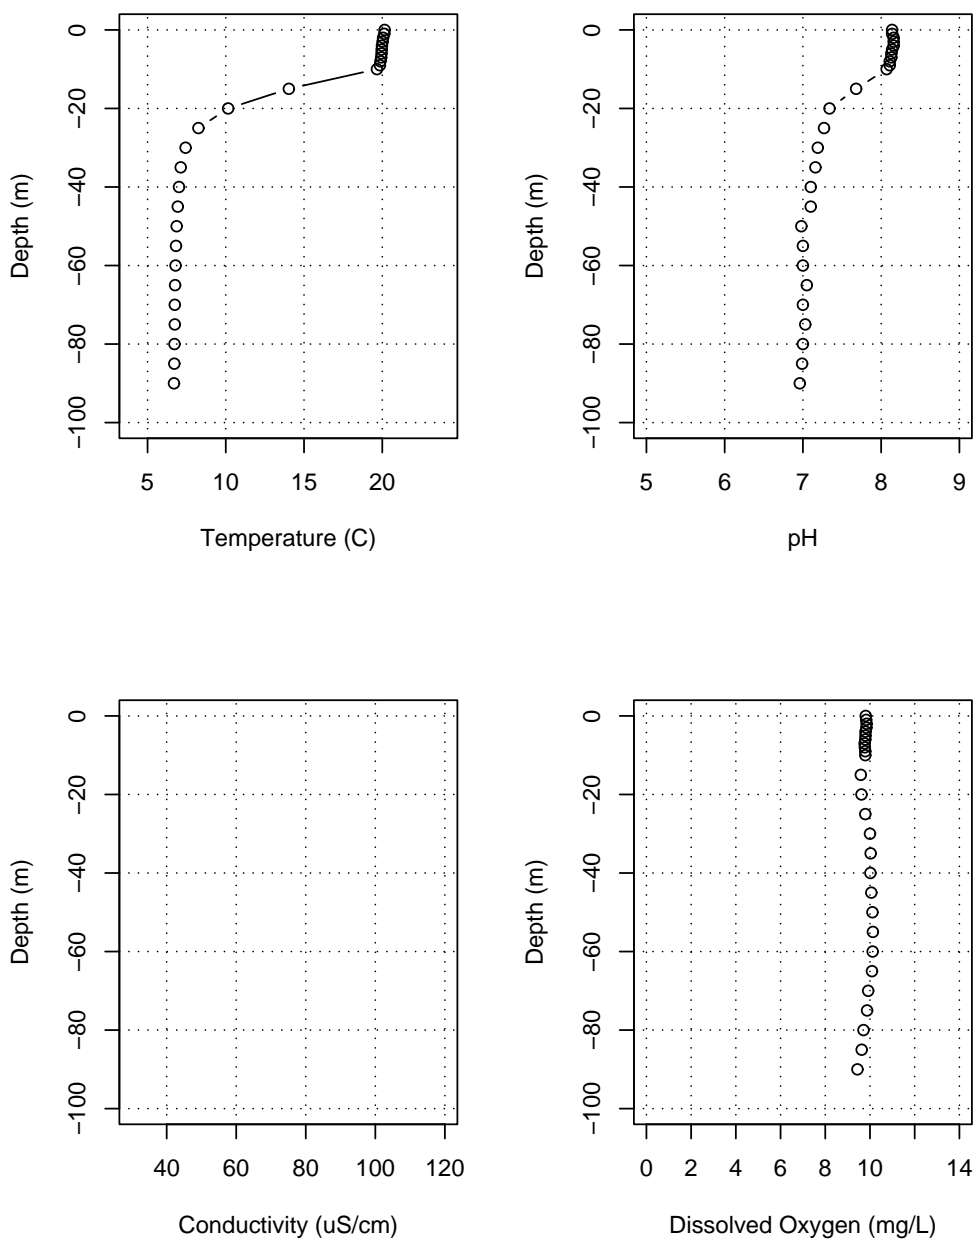 0
−20
−40
−60
−80
−100
Depth (m)
5 10 15 20
Temperature (C)
0
−20
−40
−60
−80
−100
Depth (m)
5 6 7 8 9
pH
0
−20
−40
−60
−80
−100
Depth (m)
40 60 80 100 120
Conductivity (uS/cm)
0
−20
−40
−60
−80
−100
Depth (m)
0 2 4 6 8 10 14
Dissolved Oxygen (mg/L)